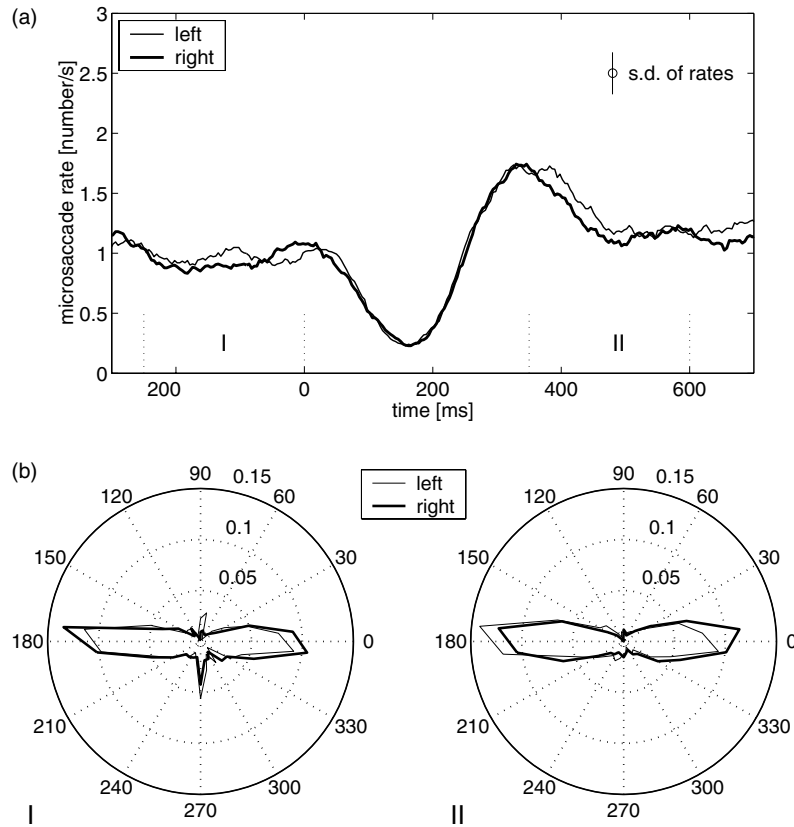 (a)
3
left
right
2.5
s.d. of rates
2
1.5
1
0.5
0
microsaccade rate [number/s]
I
II
200 0 200 400 600
time [ms]
(b)
left
right
90 0.15
120 60
0.1
150 30
0.05
180 0
210 330
240 300
270
I
90 0.15
120 60
0.1
150 30
0.05
180 0
210 330
240 300
270
II